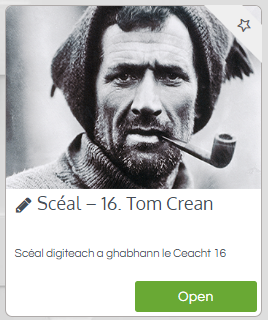 Scéal – 16. Tom Crean
Scéal digiteach a ghabhann le Ceacht 16
Open